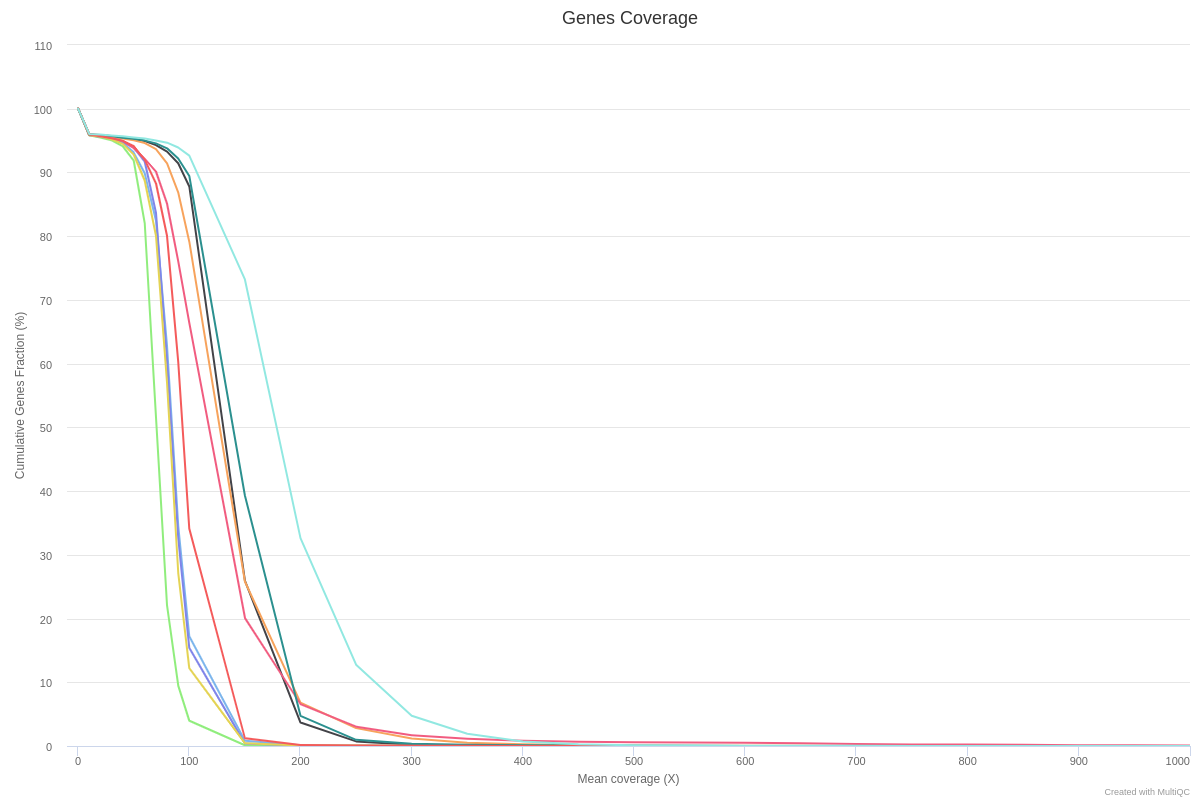 Genes Coverage
110
100
90
80
70
60
50
40
30
20
10
0
Cumulative Genes Fraction (%)
0 100 200 300 400 500 600 700 800 900 1000
Mean coverage (X)
Created with MultiQC